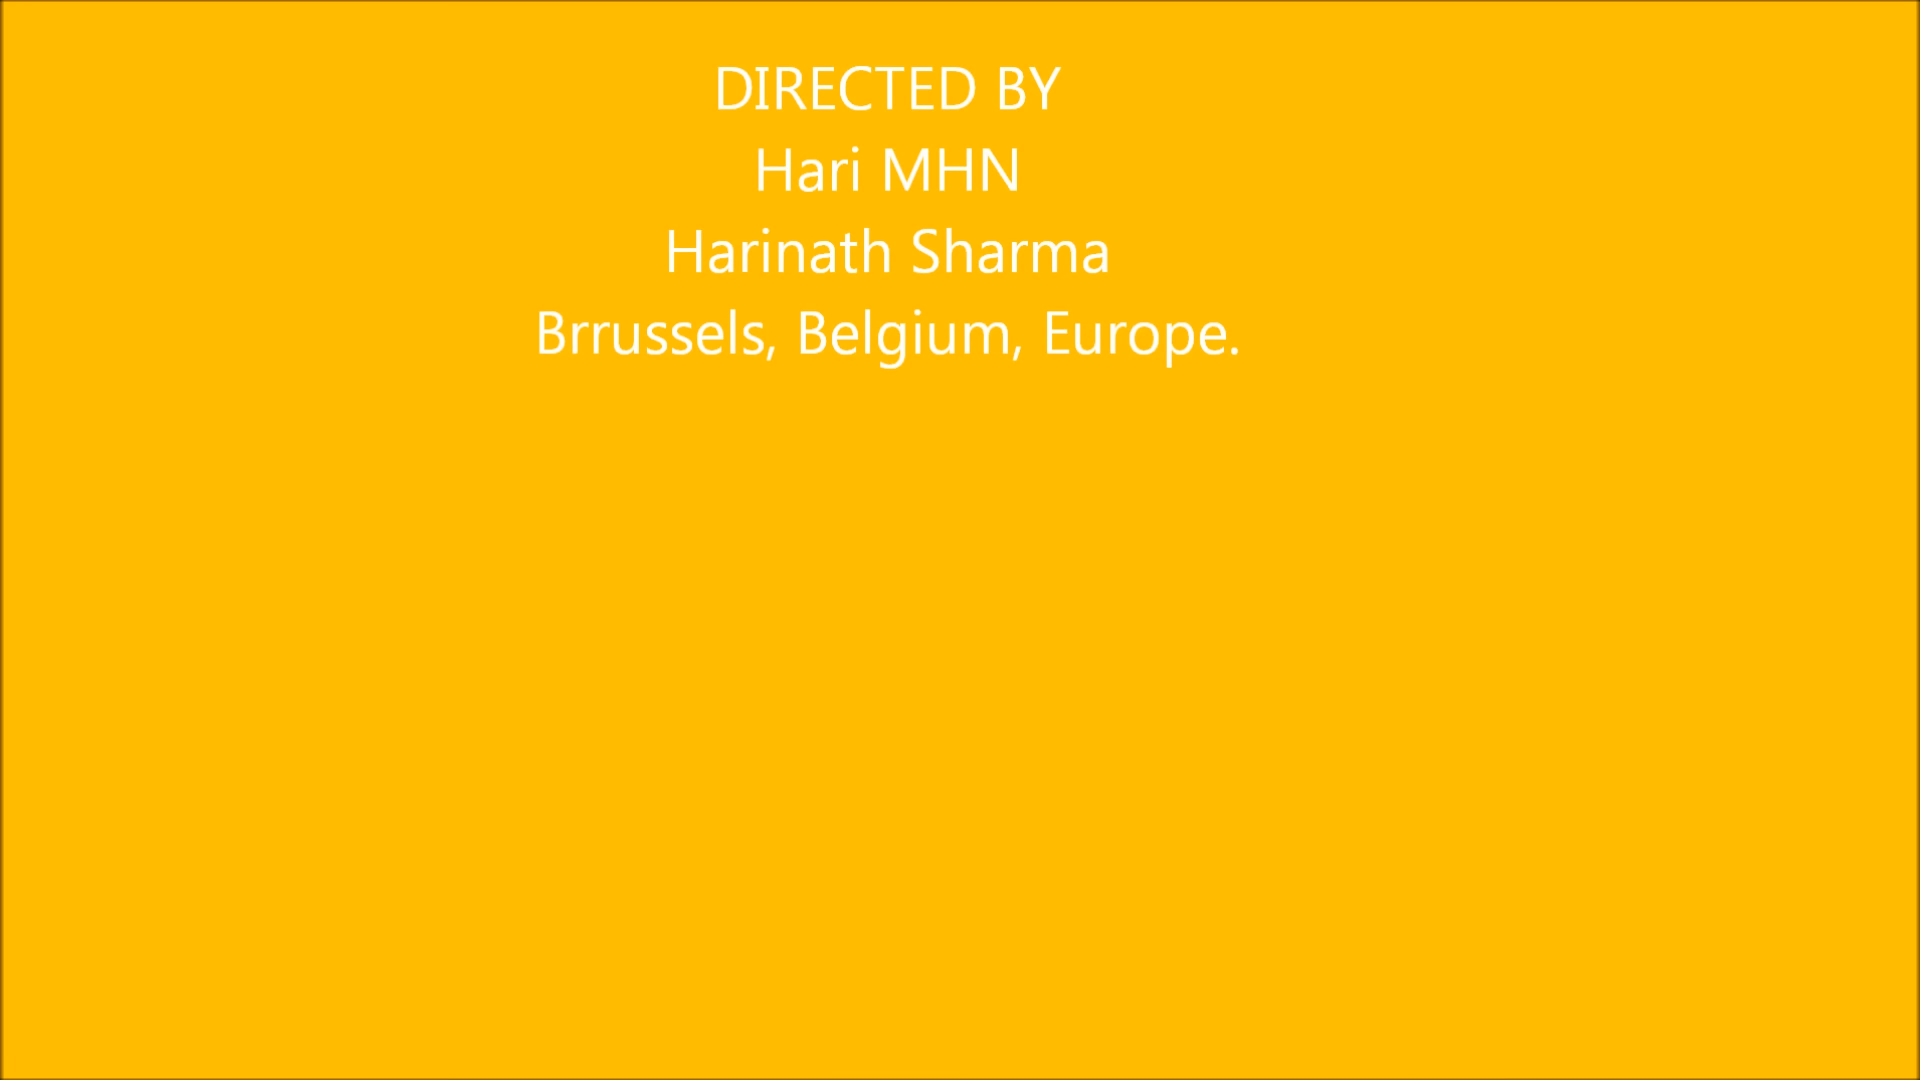 DIRECTED BY
Hari MHN
Harinath Sharma
Brrussels, Belgium, Europe.